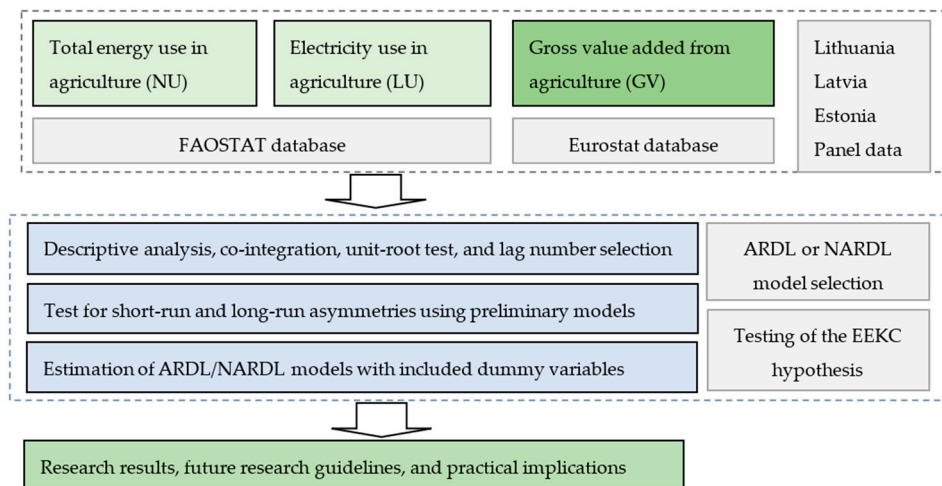 Total energy use in
agriculture (NU)
Electricity use in
agriculture (LU)
Gross value added from
agriculture (GV)
Lithuania
Latvia
Estonia
Panel data
FAOSTAT database
Eurostat database
Descriptive analysis, co-integration, unit-root test, and lag number selection
Test for short-run and long-run asymmetries using preliminary models
Estimation of ARDL/NARDL models with included dummy variables
ARDL or NARDL
model selection
Testing of the EEKC
hypothesis
Research results, future research guidelines, and practical implications